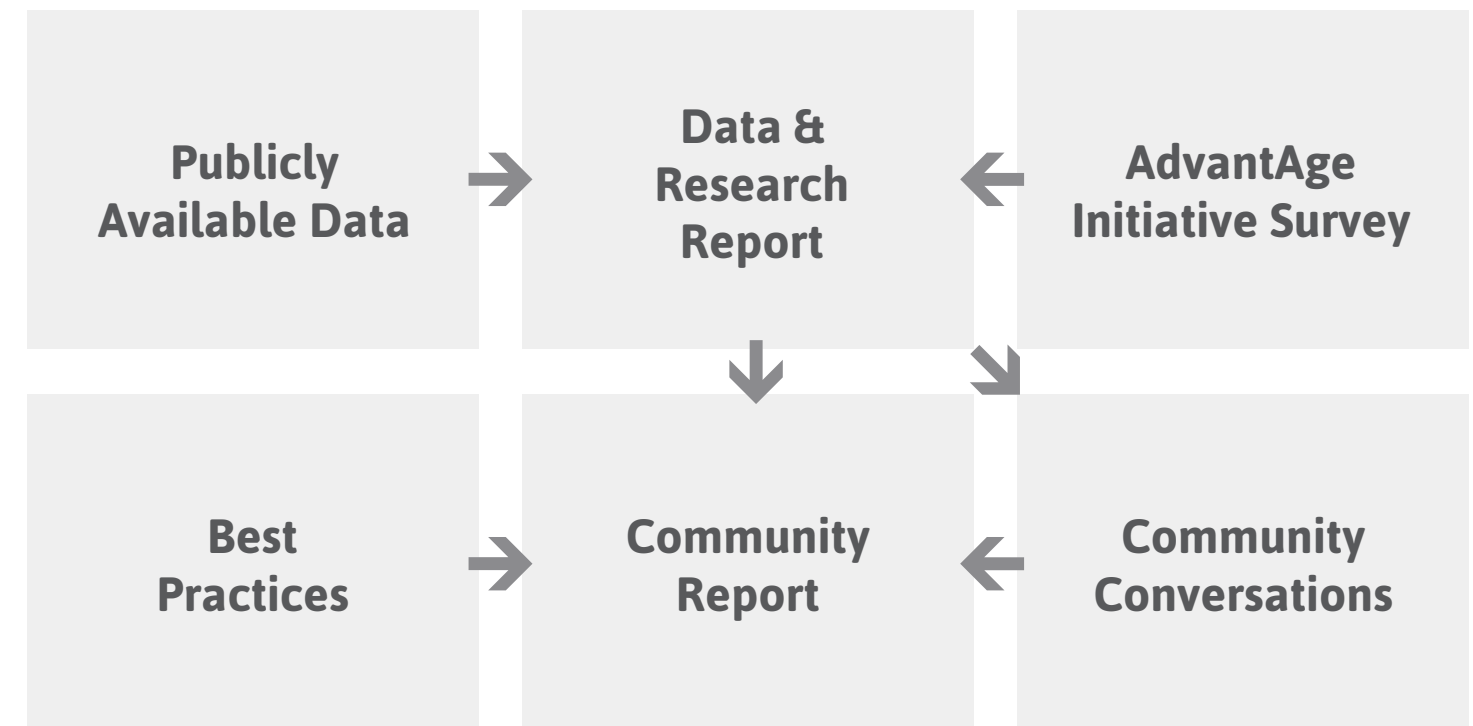 Publicly
Available Data
Data &
Research
Report
AdvantAge
Initiative Survey
Best
Practices
Community
Report
Community
Conversations